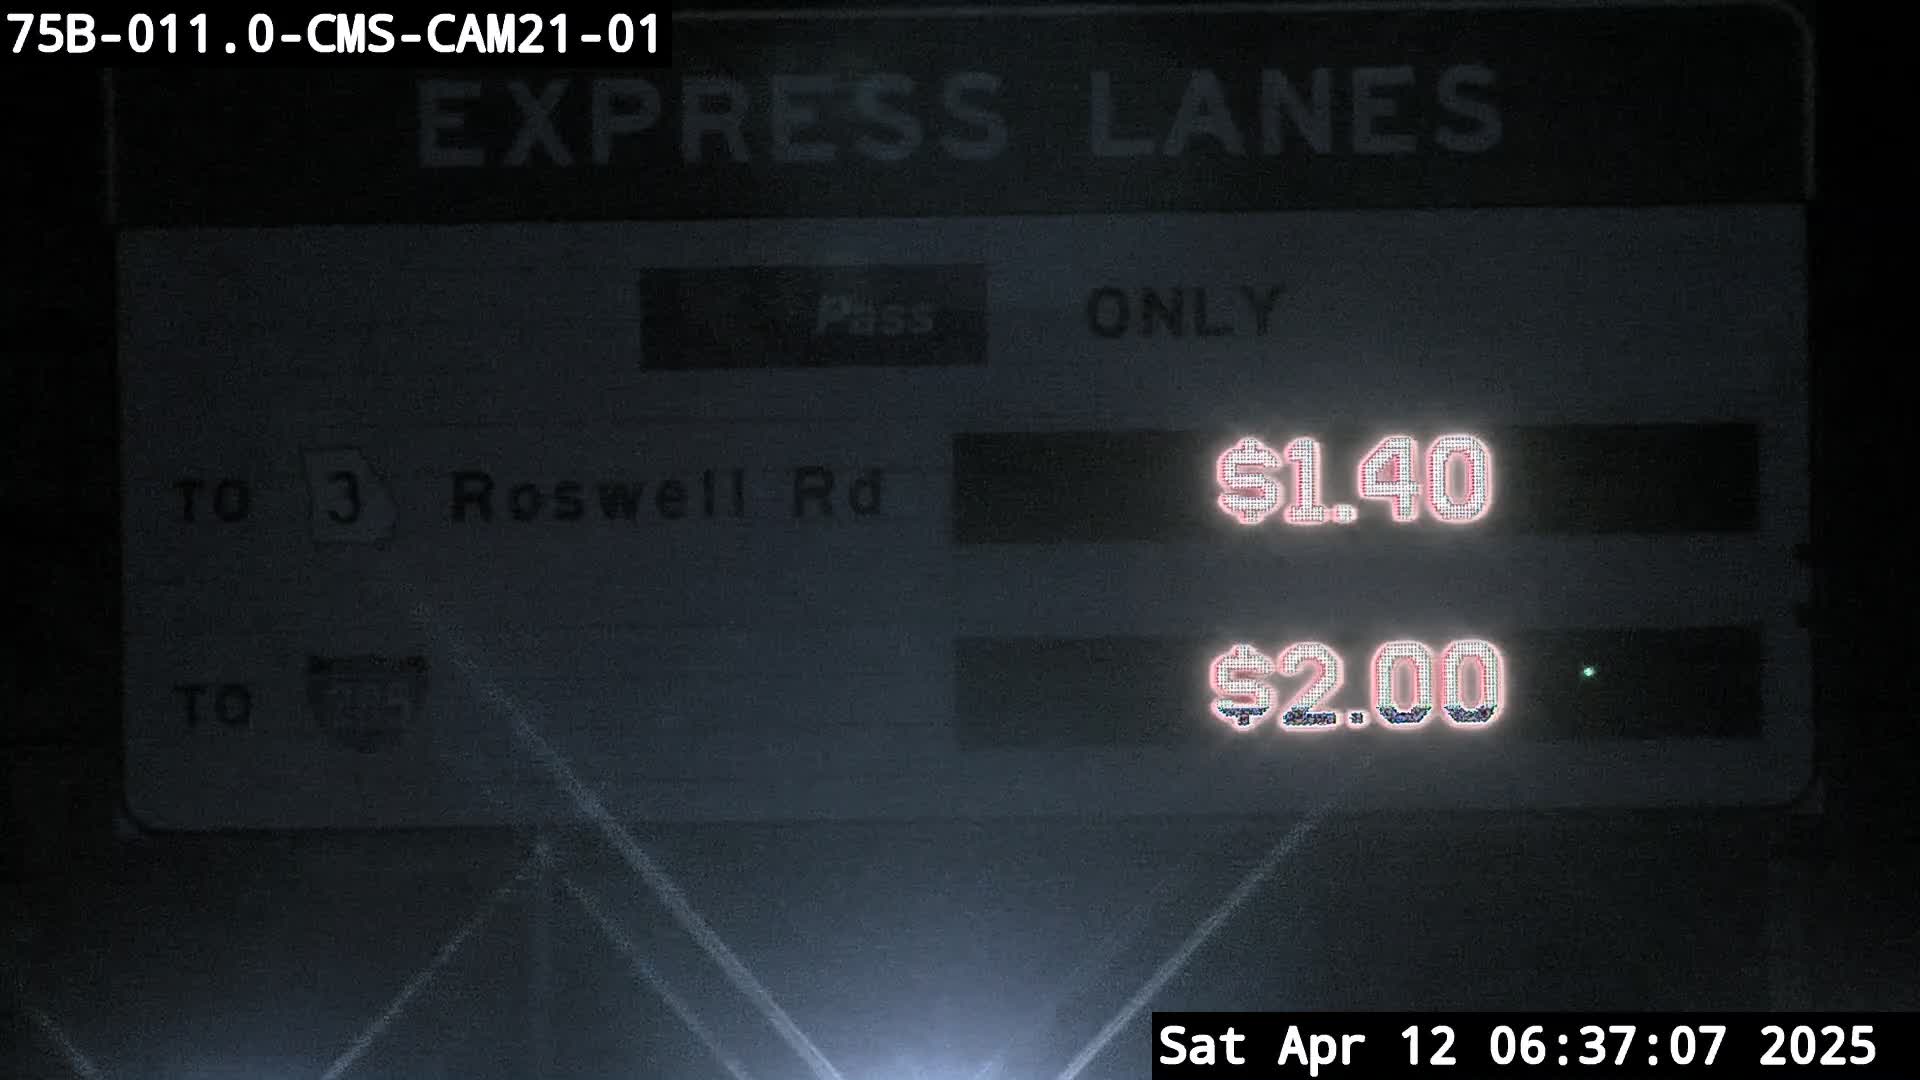 75B-011.0-CMS-CAM21-01
EXPRESS LANES
Pass ONLY
TO 3 Roswell Rd $1.40
TO $2.00
Sat Apr 12 06:37:07 2025